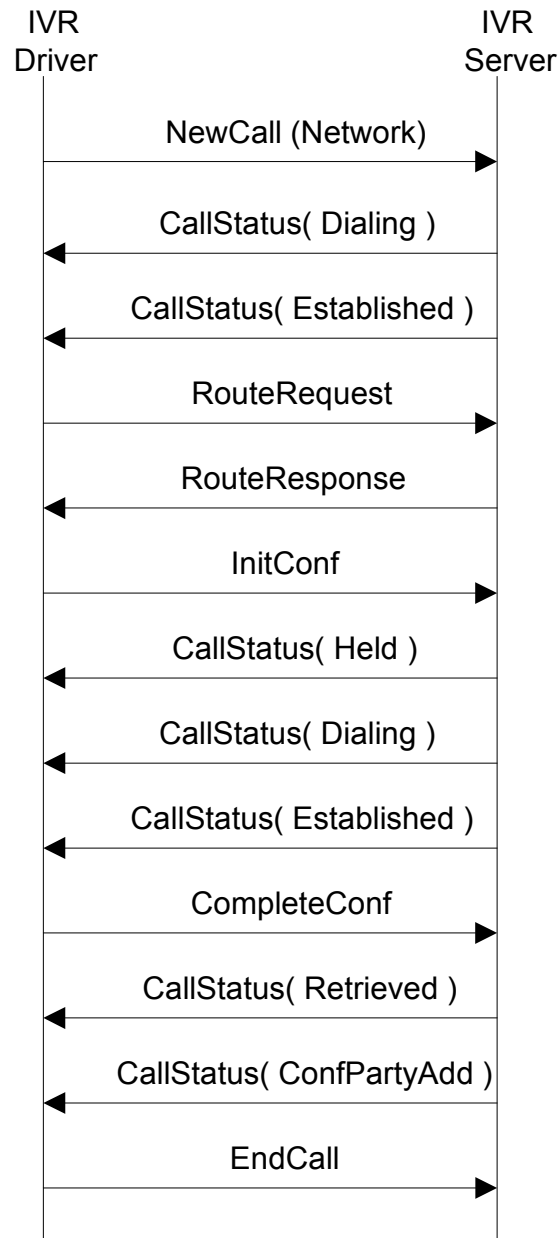 IVR
Driver
IVR
Server
NewCall (Network)
CallStatus( Dialing )
CallStatus( Established )
RouteRequest
RouteResponse
InitConf
CallStatus( Held )
CallStatus( Dialing )
CallStatus( Established )
CompleteConf
CallStatus( Retrieved )
CallStatus( ConfPartyAdd )
EndCall